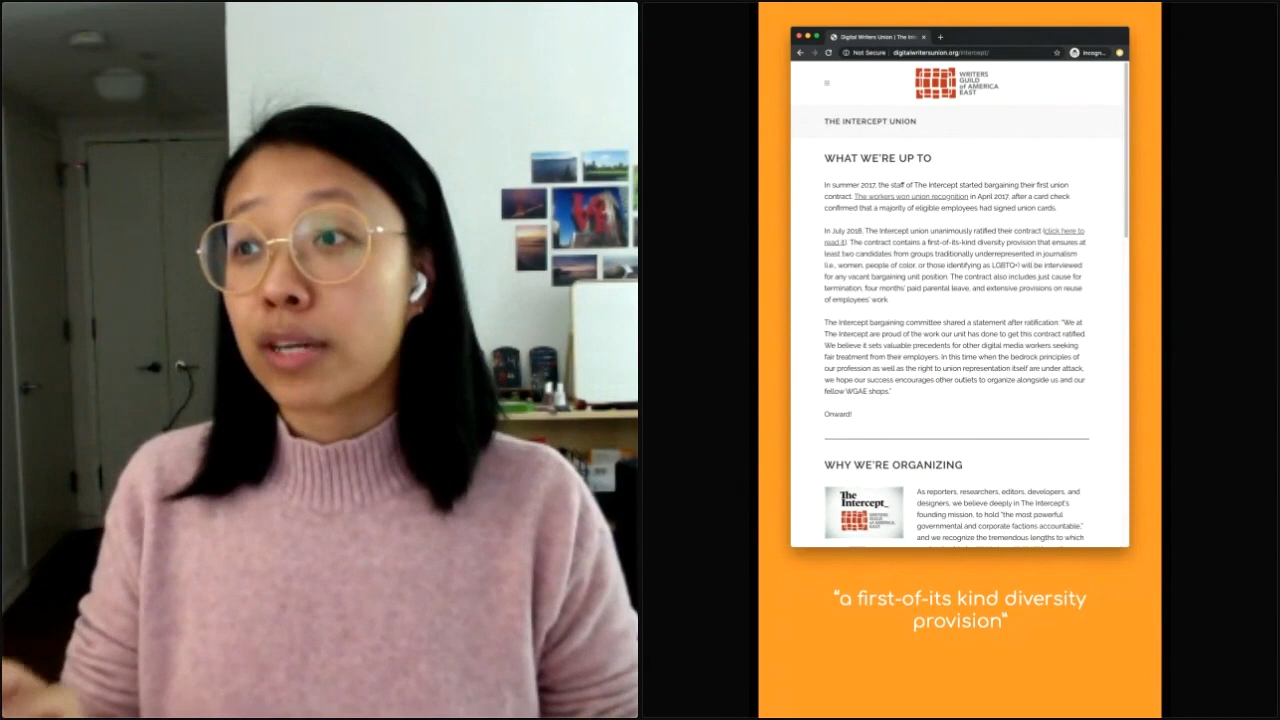 Digital Writers Union | The Int
Not Secure | digitalwritersunion.org/intercept/
Incogn...
WRITERS
GUILD
of AMERICA
EAST
THE INTERCEPT UNION
WHAT WE'RE UP TO
In summer 2017, the staff of The Intercept started bargaining their first union
contract. The workers won union recognition in April 2017, after a card check
confirmed that a majority of eligible employees had signed union cards.
In July 2018, The Intercept union unanimously ratified their contract (click here to
read it). The contract contains a first-of-its-kind diversity provision that ensures at
least two candidates from groups traditionally underrepresented in journalism
(i.e., women, people of color, or those identifying as LGBTQ+) will be interviewed
for any vacant bargaining unit position. The contract also includes just cause for
termination, four months' paid parental leave, and extensive provisions on reuse
of employees' work.
The Intercept bargaining committee shared a statement after ratification: "We at
The Intercept are proud of the work our unit has done to get this contract ratified.
We believe it sets valuable precedents for other digital media workers seeking
fair treatment from their employers. In this time when the bedrock principles of
our profession as well as the right to union representation itself are under attack,
we hope our success encourages other outlets to organize alongside us and our
fellow WGAE shops."
Onward!
WHY WE'RE ORGANIZING
The
Intercept_
WRITERS
GUILD
of AMERICA
EAST
As reporters, researchers, editors, developers, and
designers, we believe deeply in The Intercept's
founding mission, to hold "the most powerful
governmental and corporate factions accountable,"
and we recognize the tremendous lengths to which
“a first-of-its kind diversity
provision”